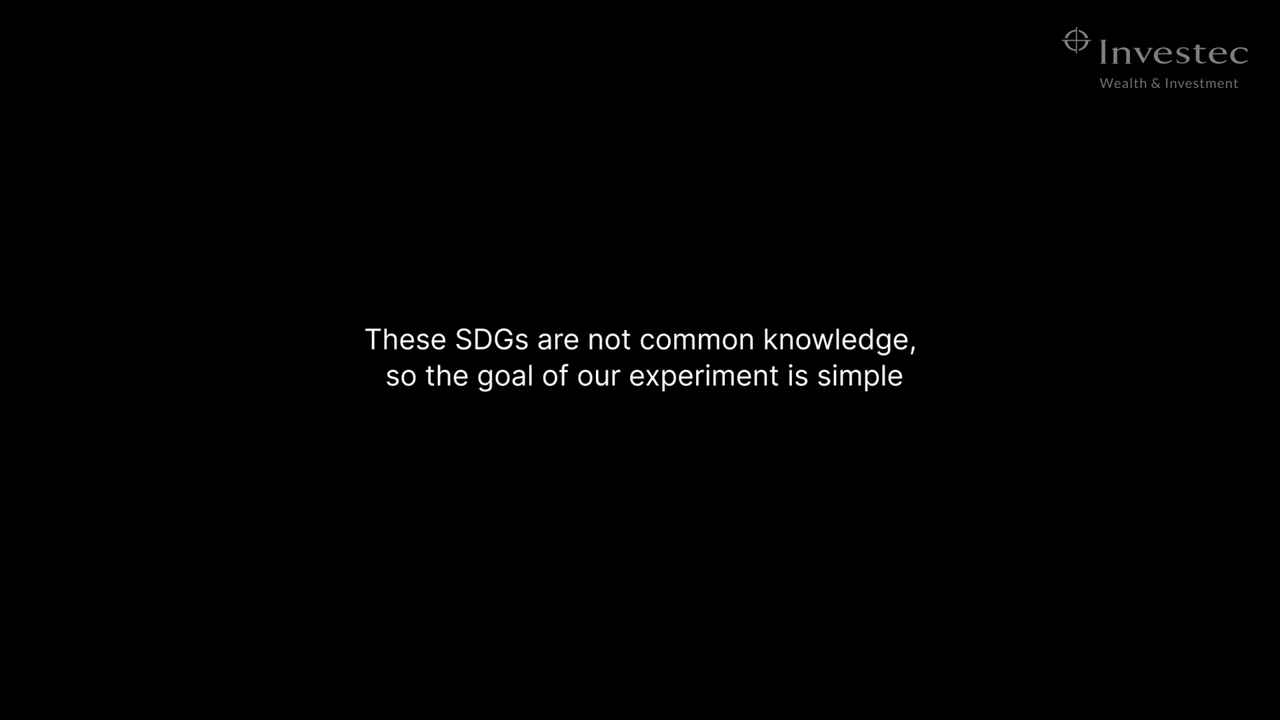 Investec
Wealth & Investment
These SDGs are not common knowledge,
so the goal of our experiment is simple